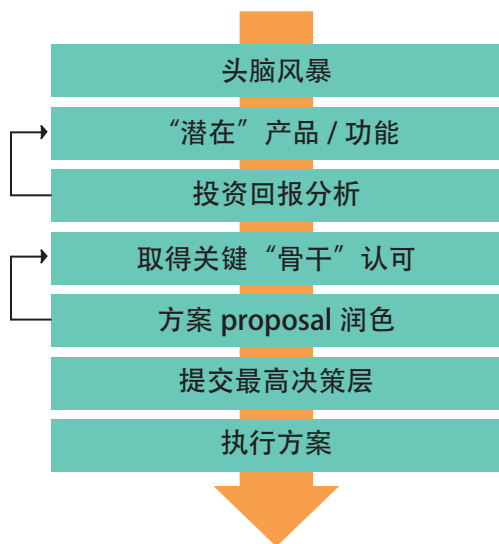 头脑风暴
“潜在”产品 / 功能
投资回报分析
取得关键“骨干”认可
方案 proposal 润色
提交最高决策层
执行方案